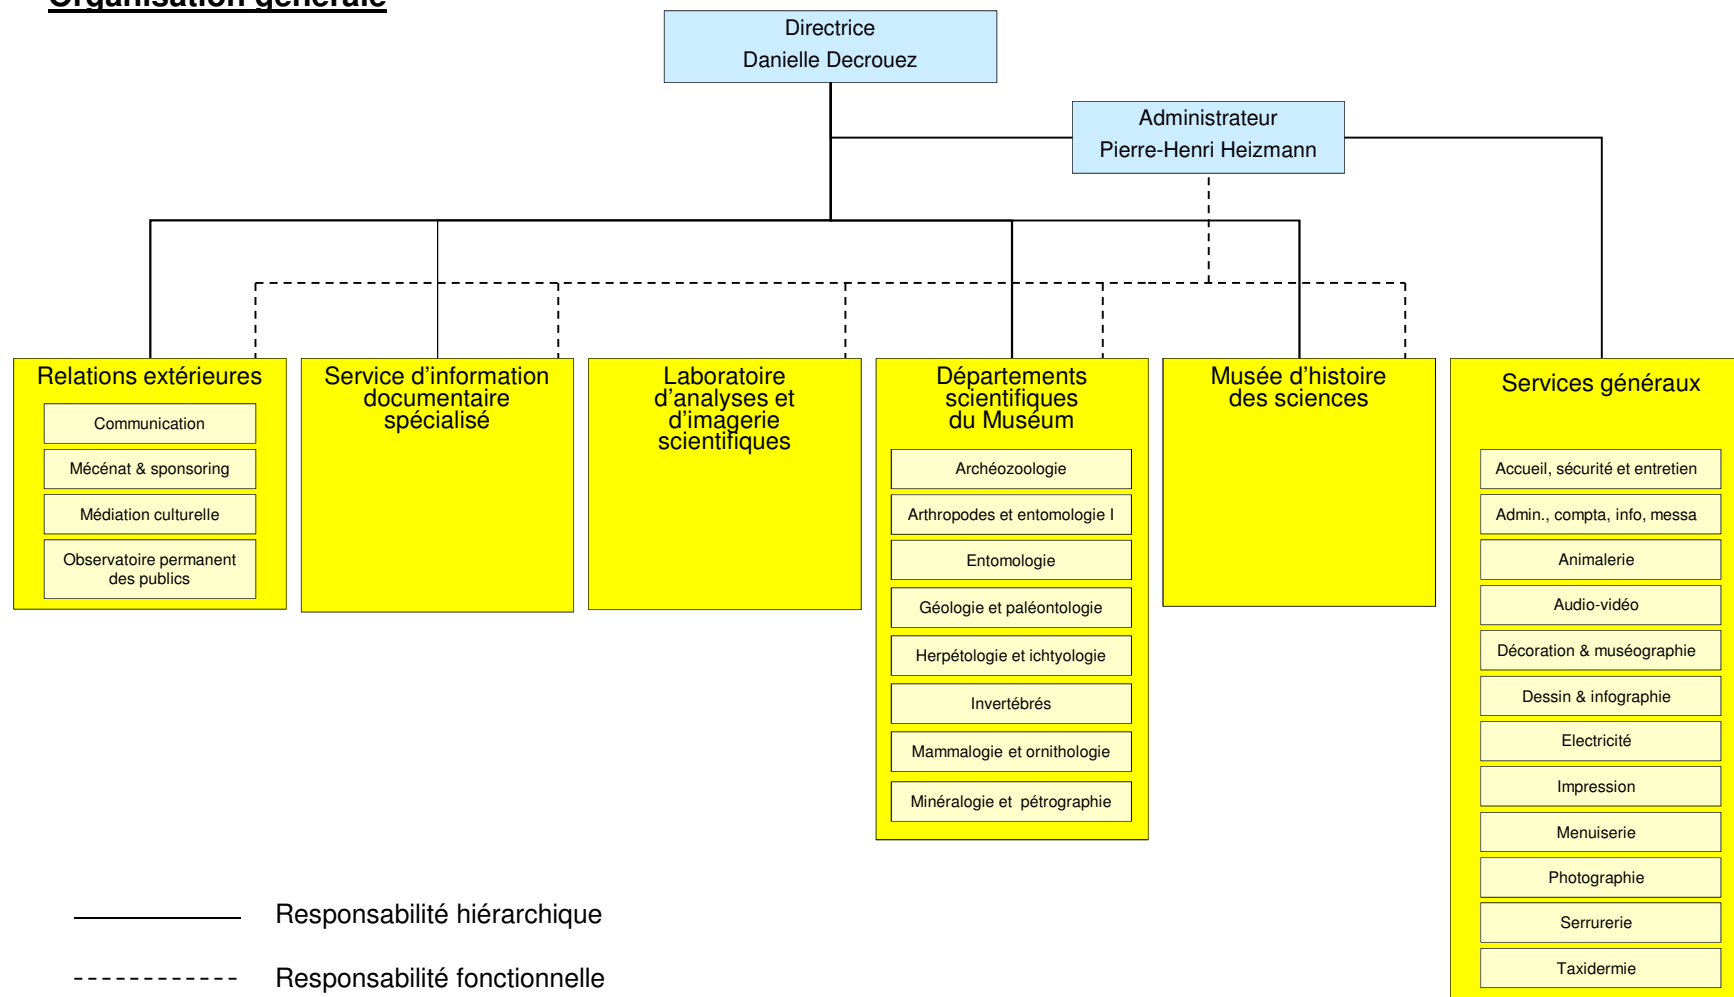 Organisation générale
Directrice
Danielle Decrouez
Administrateur
Pierre-Henri Heizmann
Relations extérieures
Communication
Mécénat & sponsoring
Médiation culturelle
Observatoire permanent
des publics
Service d'information
documentaire
spécialisé
Laboratoire
d'analyses et
d'imagerie
scientifiques
Départements
scientifiques
du Muséum
Archéozoologie
Arthropodes et entomologie I
Entomologie
Géologie et paléontologie
Herpétologie et ichtyologie
Invertébrés
Mammalogie et ornithologie
Minéralogie et pétrographie
Musée d'histoire
des sciences
Services généraux
Accueil, sécurité et entretien
Admin., compta, info, messa
Animalerie
Audio-vidéo
Décoration & muséographie
Dessin & infographie
Electricité
Impression
Menuiserie
Photographie
Serrurerie
Taxidermie
Responsabilité hiérarchique
Responsabilité fonctionnelle